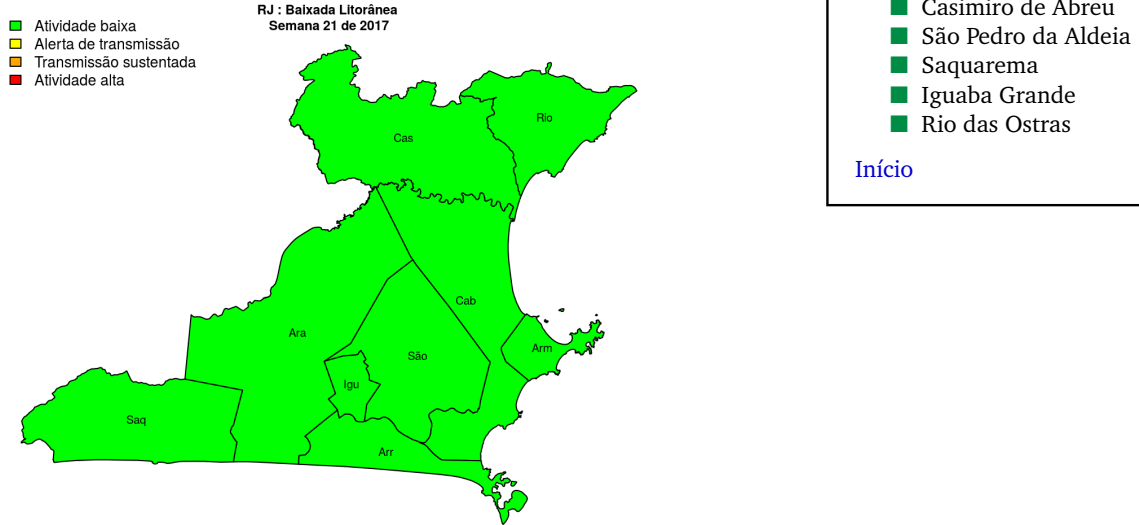 RJ : Baixada Litorânea
Semana 21 de 2017
Atividade baixa
Alerta de transmissão
Transmissão sustentada
Atividade alta
Rio
Cas
Cab
Ara
Arm
São
Igu
Saq
Arr
Casimiro de Abreu
São Pedro da Aldeia
Saquarema
Iguaba Grande
Rio das Ostras
Início